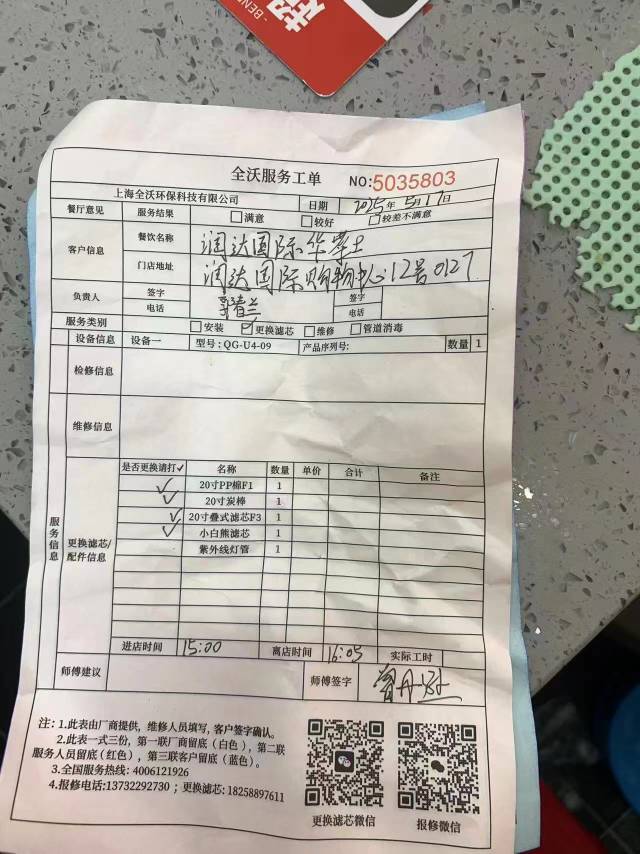 BEN
全沃服务工单 NO:5035803
上海全沃环保科技有限公司 日期 2025年5月17日
餐厅意见 服务结果 □满意 □较好 □较差不满意
客户信息 餐饮名称 润达国际华莱士
门店地址 润达国际购物中心12号0127
负责人 签字 签字
电话 电话
服务类别 □安装 ☑更换滤芯 □维修 □管道消毒
设备信息 设备一 型号:QG-U4-09 产品序列号: 数量 1
检修信息
维修信息
服务信息
更换滤芯/配件信息
是否更换请打✓ 名称 数量 单价 合计 备注
✓ 20寸PP棉F1 1
✓ 20寸炭棒 1
✓ 20寸叠式滤芯F3 1
✓ 小白熊滤芯 1
紫外线灯管 1
进店时间 15:00 离店时间 16:05 实际工时
师傅建议 师傅签字
注:1.此表由厂商提供，维修人员填写，客户签字确认。
2.此表一式三份，第一联厂商留底（白色），第二联
服务人员留底(红色），第三联客户留底（蓝色）。
3.全国服务热线: 4006121926
4.报修电话:13732292730；更换滤芯: 18258897611
更换滤芯微信 报修微信